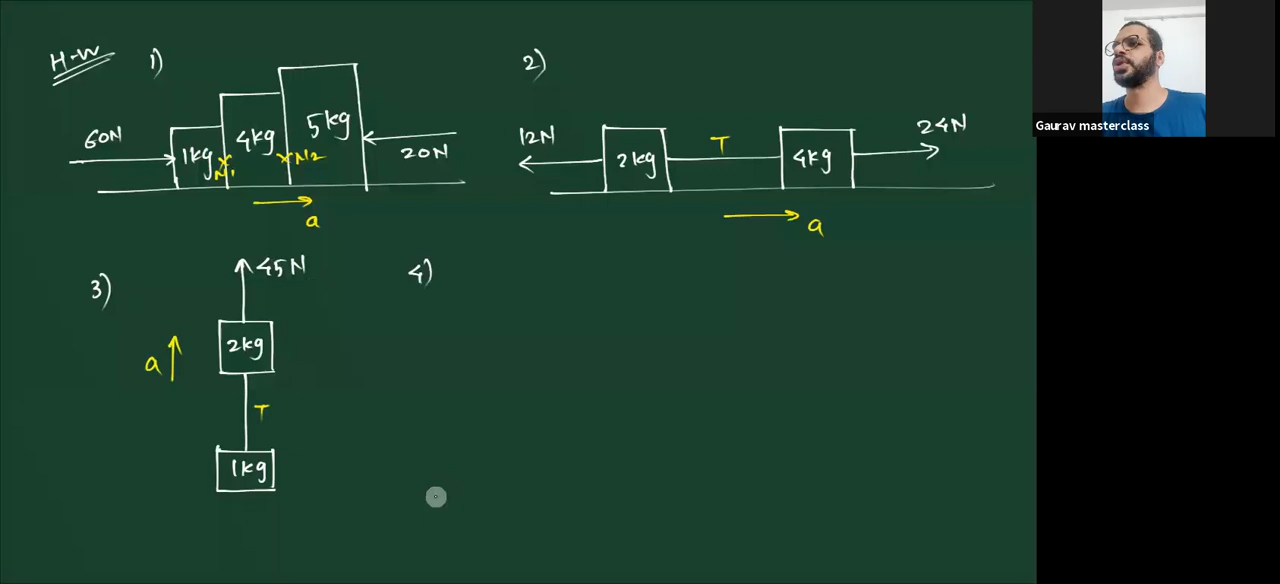 H-W
1)
60N
1kg
4kg
5kg
20N
N1
N2
a
2)
12N
2kg
T
4kg
24N
a
3)
45N
2kg
a
T
1kg
4)
Gaurav masterclass